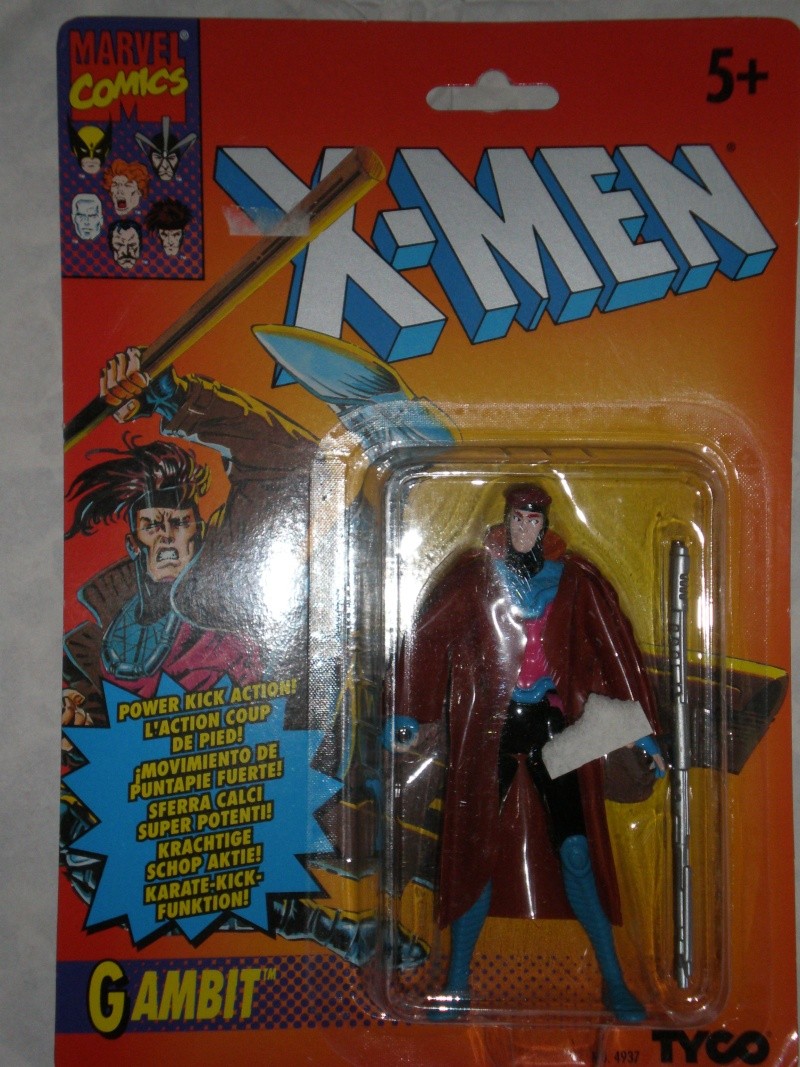 MARVEL®
COMICS
5+
X-MEN®
POWER KICK ACTION!
L'ACTION COUP
DE PIED!
¡MOVIMIENTO DE
PUNTAPIE FUERTE!
SFERRA CALCI
SUPER POTENTI!
KRACHTIGE
SCHOP AKTIE!
KARATE-KICK-
FUNKTION!
GAMBIT™
4937
TYCO®